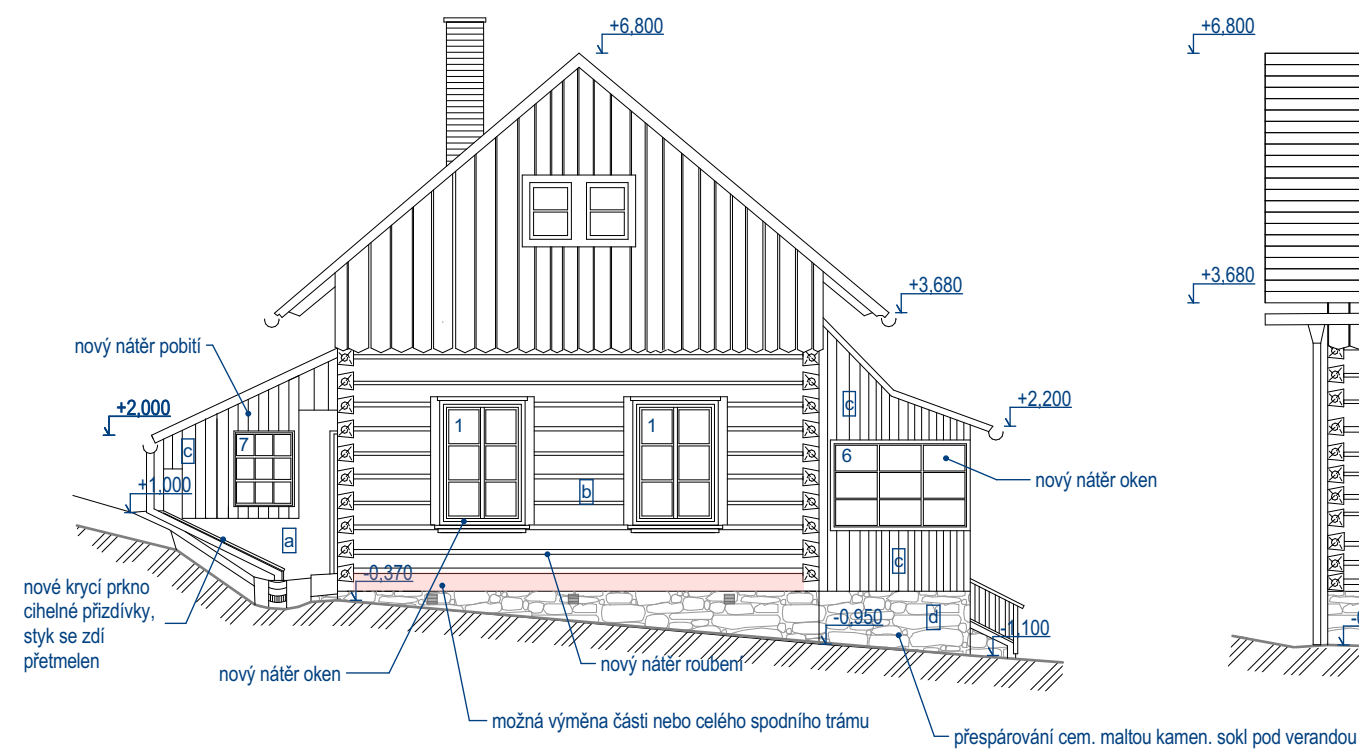 +6,800
+6,800
+3,680
+3,680
nový nátěr pobití
+2,000
+2,200
c
c
7
1
1
6
nový nátěr oken
+1,000
b
a
c
-0,370
nové krycí prkno
cihelné přizdívky,
styk se zdí
přetmelen
-0,950
d
-1,100
nový nátěr oken
nový nátěr roubení
možná výměna části nebo celého spodního trámu
přespárování cem. maltou kamen. sokl pod verandou